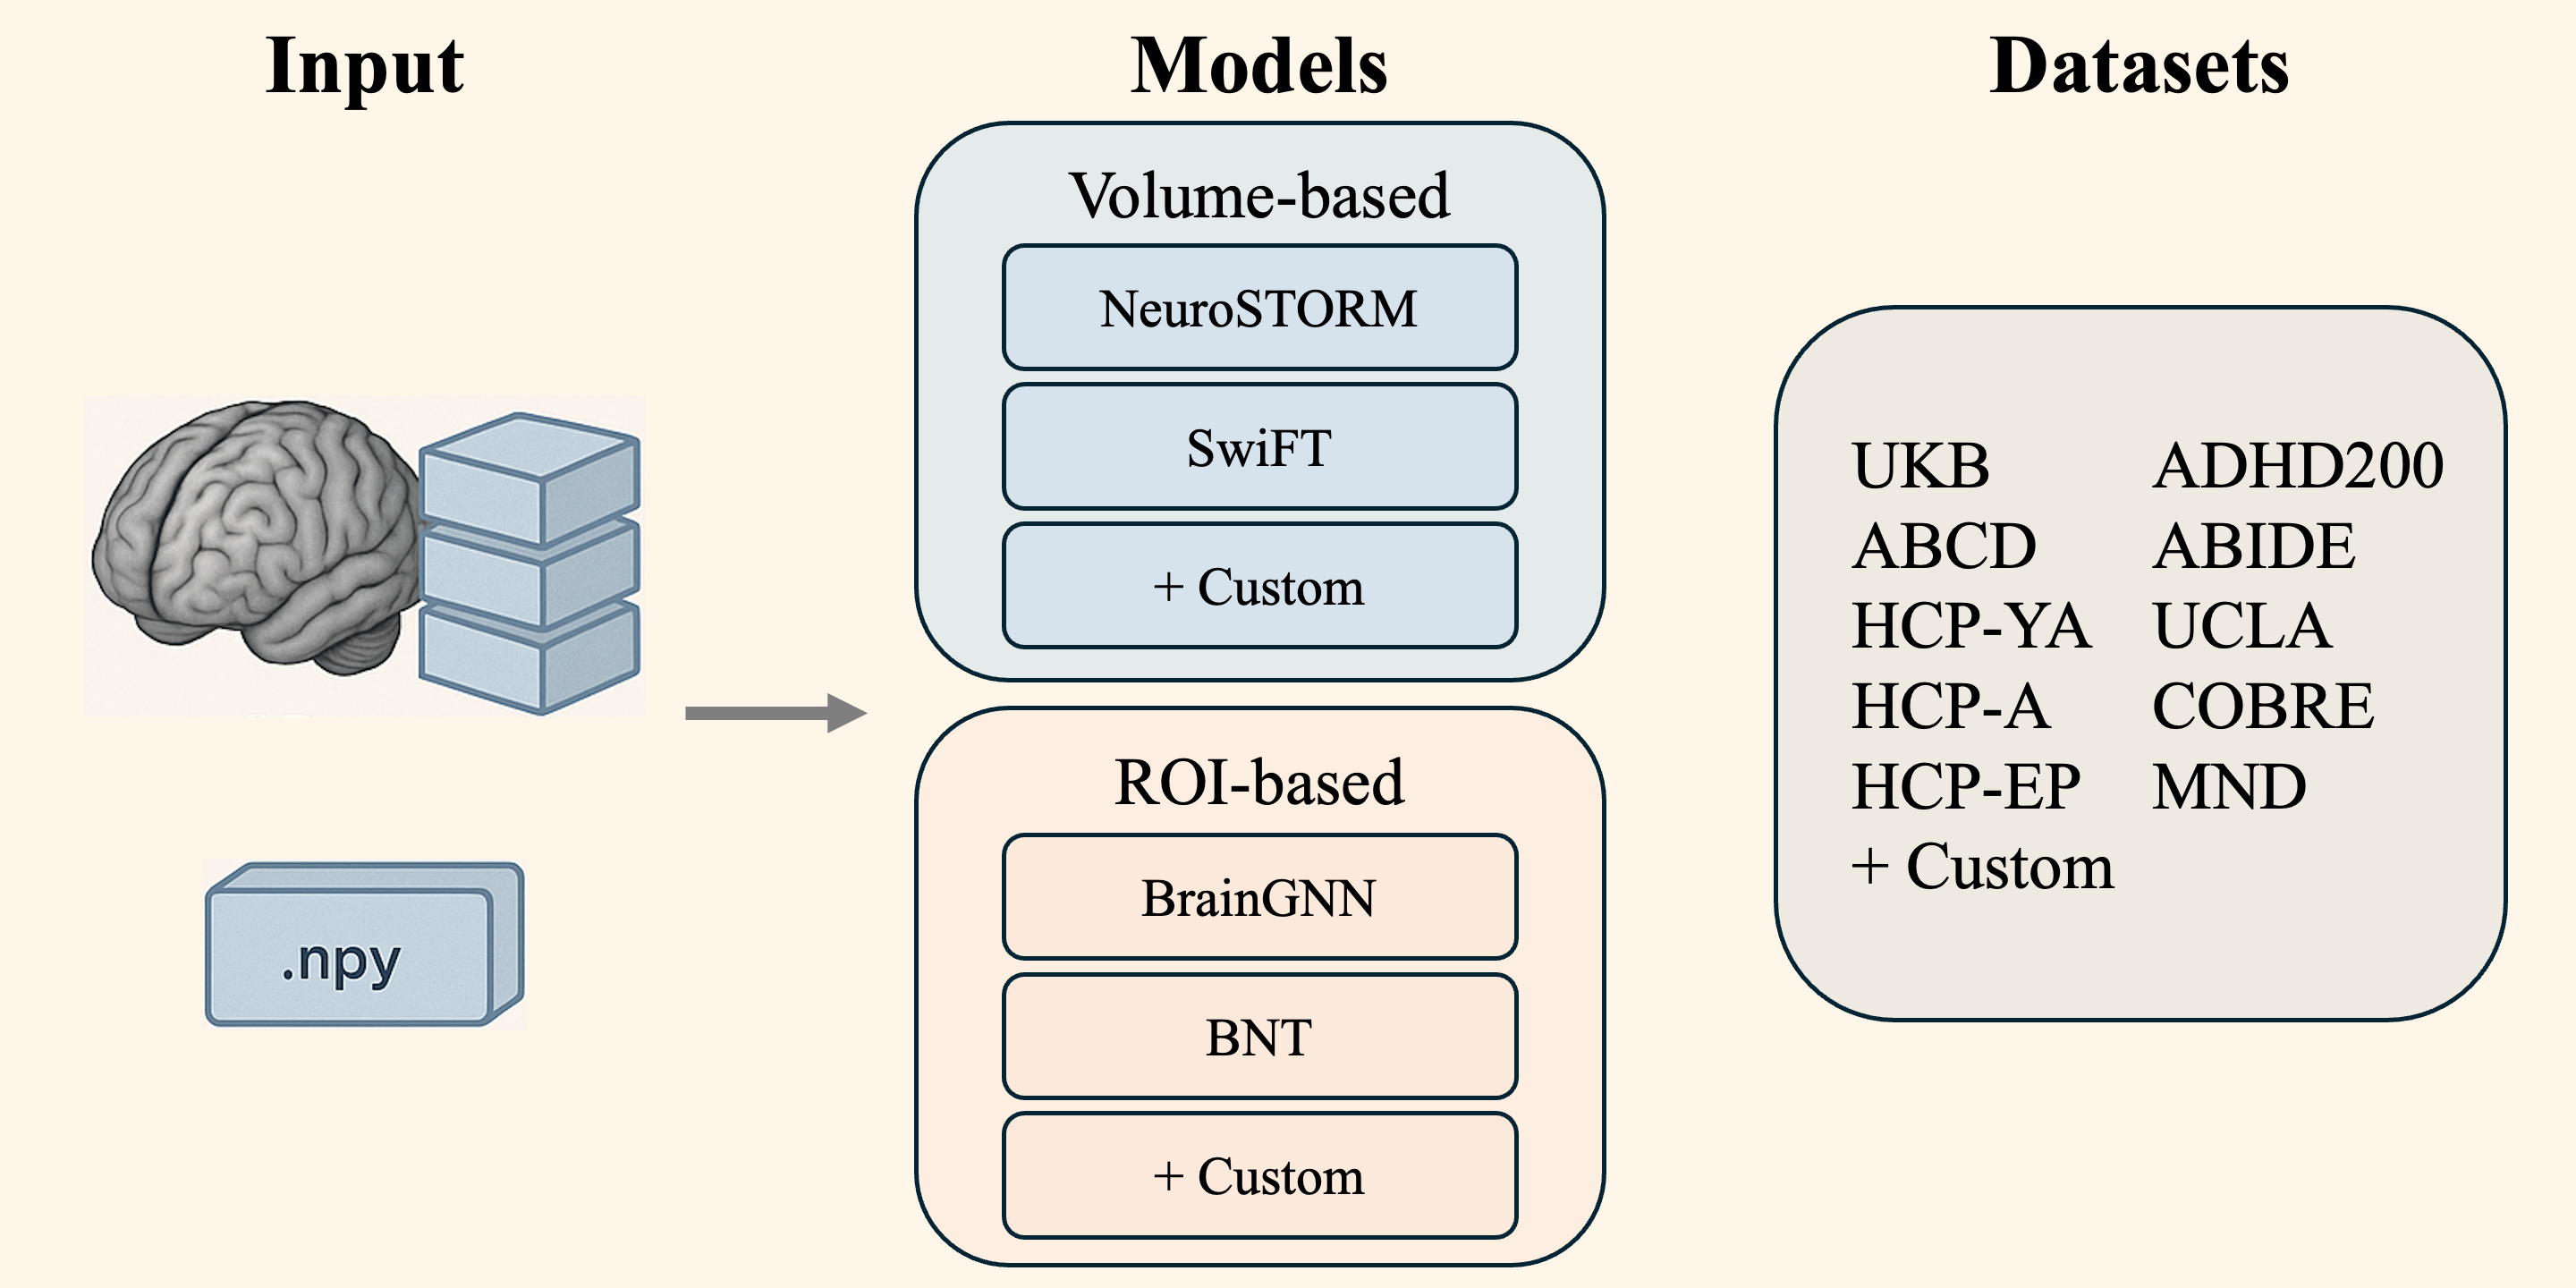 Input
.npy
Models
Volume-based
NeuroSTORM
SwiFT
+ Custom
ROI-based
BrainGNN
BNT
+ Custom
Datasets
UKB ADHD200
ABCD ABIDE
HCP-YA UCLA
HCP-A COBRE
HCP-EP MND
+ Custom